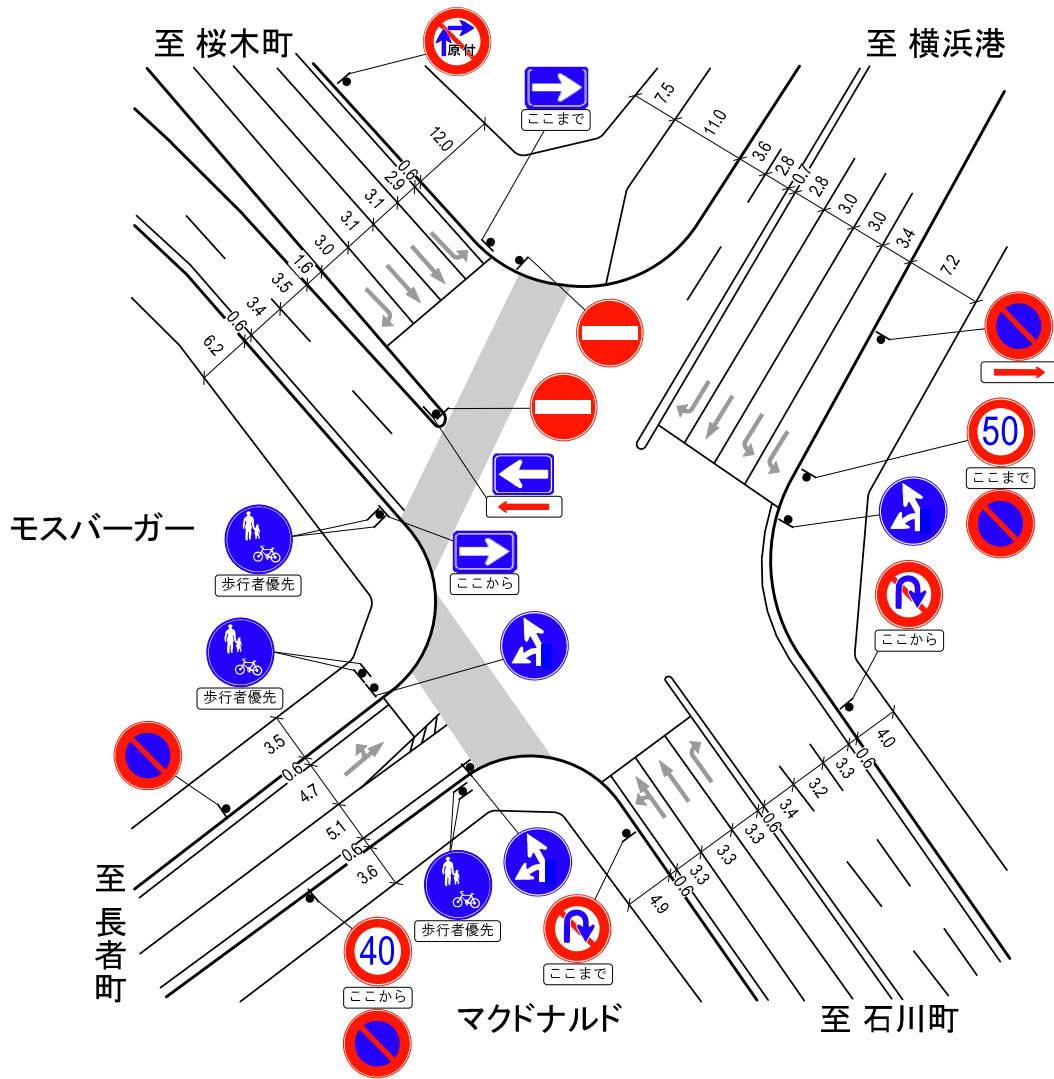 至 桜木町
原付
至 横浜港
ここまで
7.5
11.0
3.6
2.8
0.7
2.8
3.0
3.0
3.4
7.2
12.0
0.6
2.9
3.1
3.1
3.0
1.6
3.5
3.4
0.6
6.2
50
ここまで
モスバーガー
歩行者優先
ここから
ここから
歩行者優先
3.5
0.6
4.7
5.1
0.6
3.6
4.0
0.6
3.3
3.2
3.4
0.6
3.3
3.3
3.3
0.6
4.9
至
長
者
町
歩行者優先
40
ここから
ここまで
マクドナルド
至 石川町